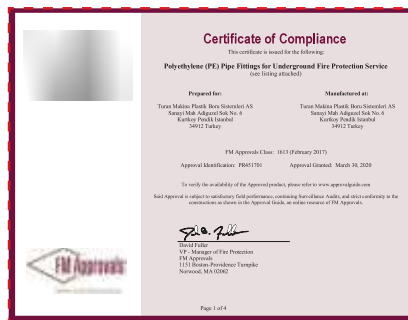 Certificate of Compliance
This certificate is issued for the following:
Polyethylene (PE) Pipe Fittings for Underground Fire Protection Service
(see listing attached)
Prepared for:
Turan Makina Plastik Boru Sistemleri AS
Sanayi Mah Adiguzel Sok No. 6
Kurtkoy Pendik Istanbul
34912 Turkey
Manufactured at:
Turan Makina Plastik Boru Sistemleri AS
Sanayi Mah Adiguzel Sok No. 6
Kurtkoy Pendik Istanbul
34912 Turkey
FM Approvals Class: 1613 (February 2017)
Approval Identification: PR451701 Approval Granted: March 30, 2020
To verify the availability of the Approved product, please refer to www.approvalguide.com
Said Approval is subject to satisfactory field performance, continuing Surveillance Audits, and strict conformity to the
constructions as shown in the Approval Guide, an online resource of FM Approvals.
David Fuller
VP - Manager of Fire Protection
FM Approvals
1151 Boston-Providence Turnpike
Norwood, MA 02062
FM Approvals
Page 1 of 4